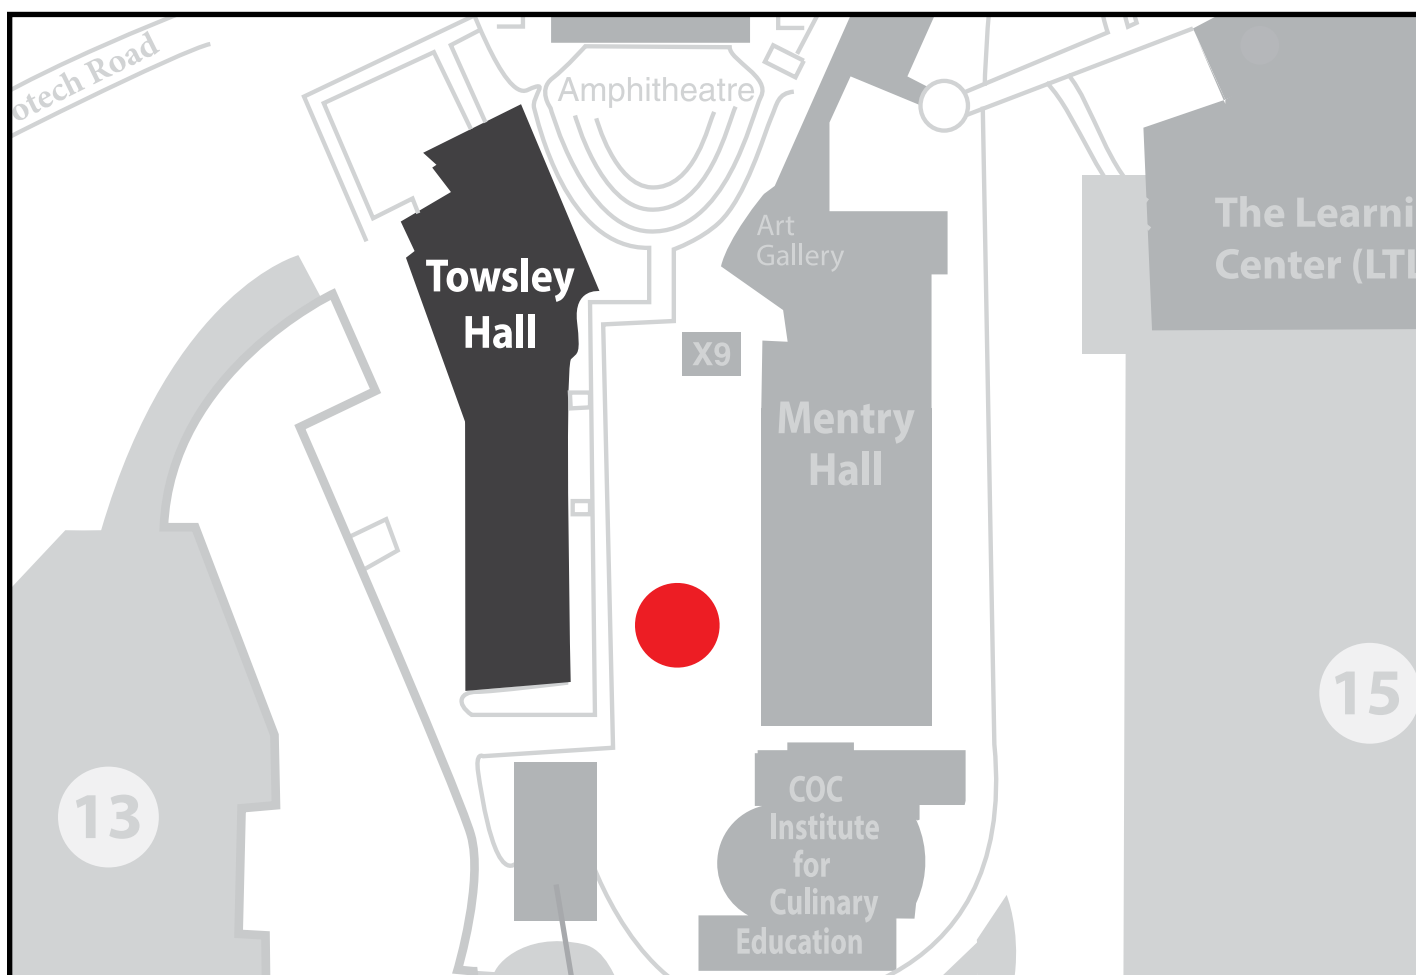 otech Road
Amphitheatre
Art
Gallery
The Learni
Center (LTL
Towsley
Hall
X9
Mentry
Hall
15
13
COC
Institute
for
Culinary
Education